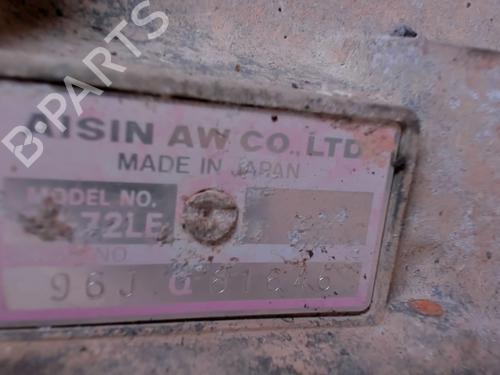 B-PARTS
AISIN AW CO., LTD
MADE IN JAPAN
MODEL NO.
72LE
NO
96J